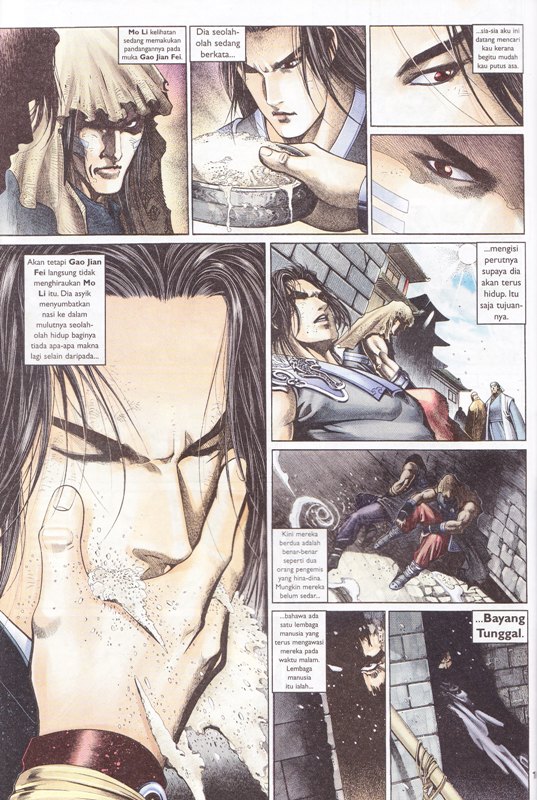 Mo Li kelihatan
sedang memakukan
pandangannya pada
muka Gao Jian Fei.
Dia seolah-
olah sedang
berkata...
...sia-sia aku ini
datang mencari
kau kerana
begitu mudah
kau putus asa.
Akan tetapi Gao Jian
Fei langsung tidak
menghiraukan Mo
Li itu. Dia asyik
menyumbatkan
nasi ke dalam
mulutnya seolah-
olah hidup baginya
tiada apa-apa makna
lagi selain daripada...
...mengisi
perutnya
supaya dia
akan terus
hidup. Itu
saja tujuan-
nya.
Kini mereka
berdua adalah
benar-benar
seperti dua
orang pengemis
yang hina-dina.
Mungkin mereka
belum sedar...
...bahawa ada
satu lembaga
manusia yang
terus mengawasi
mereka pada
waktu malam.
Lembaga
manusia
itu ialah...
...Bayang
Tunggal.